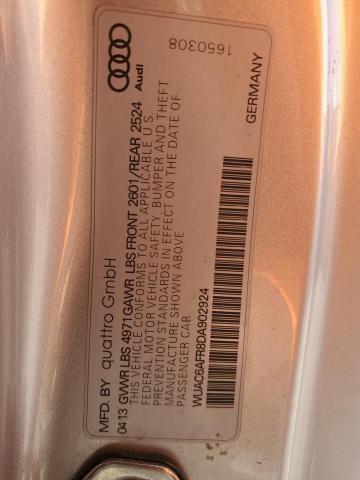 MFD. BY quattro GmbH
Audi
0413 GVWR LBS 4971 GAWR LBS FRONT 2601/REAR 2524
THIS VEHICLE CONFORMS TO ALL APPLICABLE U.S.
FEDERAL MOTOR VEHICLE SAFETY, BUMPER AND THEFT
PREVENTION STANDARDS IN EFFECT ON THE DATE OF
MANUFACTURE SHOWN ABOVE
PASSENGER CAR
WUAC6AFR8DA902924
1650308
GERMANY